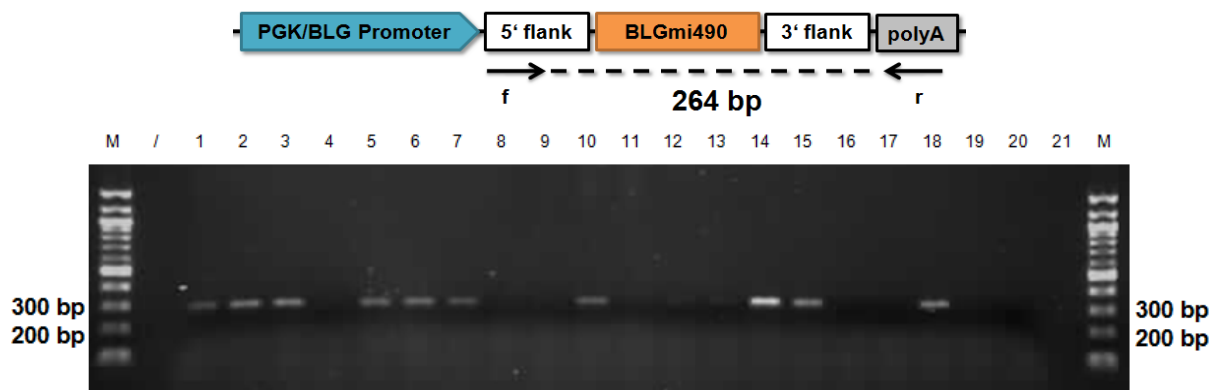 PGK/BLG Promoter 5‘ flank BLGmi490 3‘ flank polyA
f 264 bp r
M / 1 2 3 4 5 6 7 8 9 10 11 12 13 14 15 16 17 18 19 20 21 M
300 bp 300 bp
200 bp 200 bp